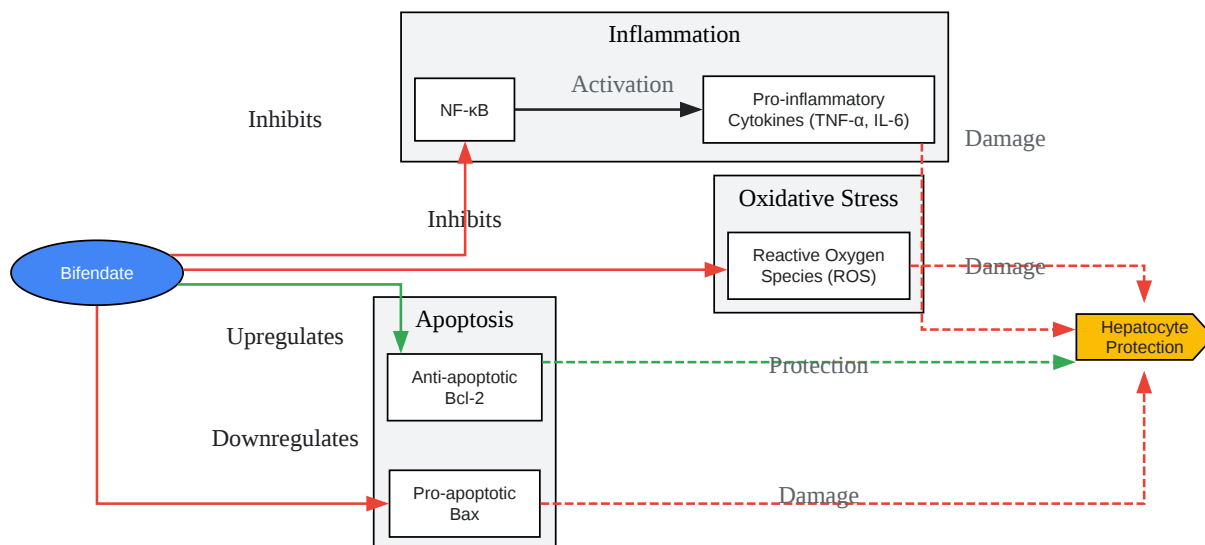 Inflammation
NF-κB
Activation
Pro-inflammatory
Cytokines (TNF-α, IL-6)
Inhibits
Damage
Oxidative Stress
Inhibits
Reactive Oxygen
Species (ROS)
Damage
Bifendate
Apoptosis
Upregulates
Hepatocyte
Protection
Anti-apoptotic
Bcl-2
Protection
Downregulates
Pro-apoptotic
Bax
Damage